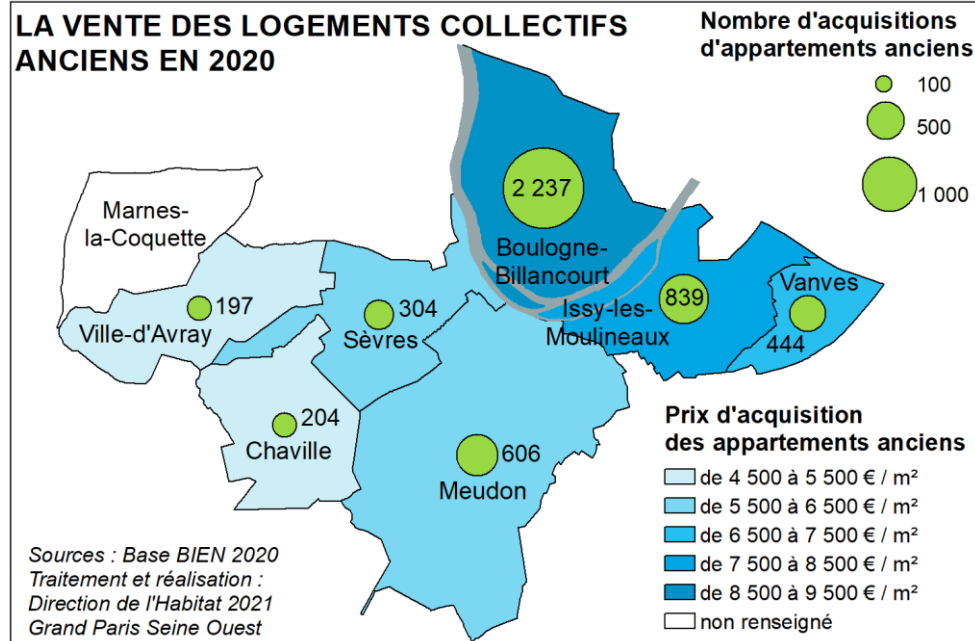 LA VENTE DES LOGEMENTS COLLECTIFS
ANCIENS EN 2020
Nombre d'acquisitions
d'appartements anciens
100
500
1 000
Marnes-
la-Coquette
2 237
Boulogne-
Billancourt
197
Ville-d'Avray
304
Sèvres
Issy-les-
Moulineaux
839
Vanves
444
204
Chaville
606
Meudon
Prix d'acquisition
des appartements anciens
de 4 500 à 5 500 € / m²
de 5 500 à 6 500 € / m²
de 6 500 à 7 500 € / m²
de 7 500 à 8 500 € / m²
de 8 500 à 9 500 € / m²
non renseigné
Sources : Base BIEN 2020
Traitement et réalisation :
Direction de l'Habitat 2021
Grand Paris Seine Ouest